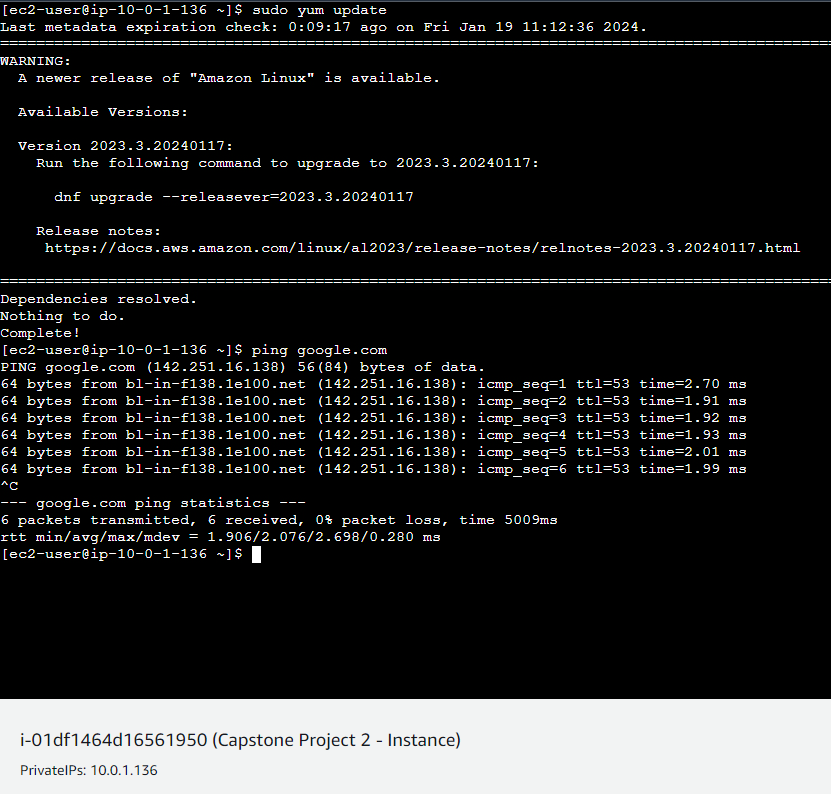 [ec2-user@ip-10-0-1-136 ~]$ sudo yum update
Last metadata expiration check: 0:09:17 ago on Fri Jan 19 11:12:36 2024.
================================================================================
WARNING:
  A newer release of "Amazon Linux" is available.
  Available Versions:
  Version 2023.3.20240117:
    Run the following command to upgrade to 2023.3.20240117:
      dnf upgrade --releasever=2023.3.20240117
    Release notes:
     https://docs.aws.amazon.com/linux/al2023/release-notes/relnotes-2023.3.20240117.html
================================================================================
Dependencies resolved.
Nothing to do.
Complete!
[ec2-user@ip-10-0-1-136 ~]$ ping google.com
PING google.com (142.251.16.138) 56(84) bytes of data.
64 bytes from bl-in-f138.1e100.net (142.251.16.138): icmp_seq=1 ttl=53 time=2.70 ms
64 bytes from bl-in-f138.1e100.net (142.251.16.138): icmp_seq=2 ttl=53 time=1.91 ms
64 bytes from bl-in-f138.1e100.net (142.251.16.138): icmp_seq=3 ttl=53 time=1.92 ms
64 bytes from bl-in-f138.1e100.net (142.251.16.138): icmp_seq=4 ttl=53 time=1.93 ms
64 bytes from bl-in-f138.1e100.net (142.251.16.138): icmp_seq=5 ttl=53 time=2.01 ms
64 bytes from bl-in-f138.1e100.net (142.251.16.138): icmp_seq=6 ttl=53 time=1.99 ms
^C
--- google.com ping statistics ---
6 packets transmitted, 6 received, 0% packet loss, time 5009ms
rtt min/avg/max/mdev = 1.906/2.076/2.698/0.280 ms
[ec2-user@ip-10-0-1-136 ~]$
i-01df1464d16561950 (Capstone Project 2 - Instance)
PrivateIPs: 10.0.1.136